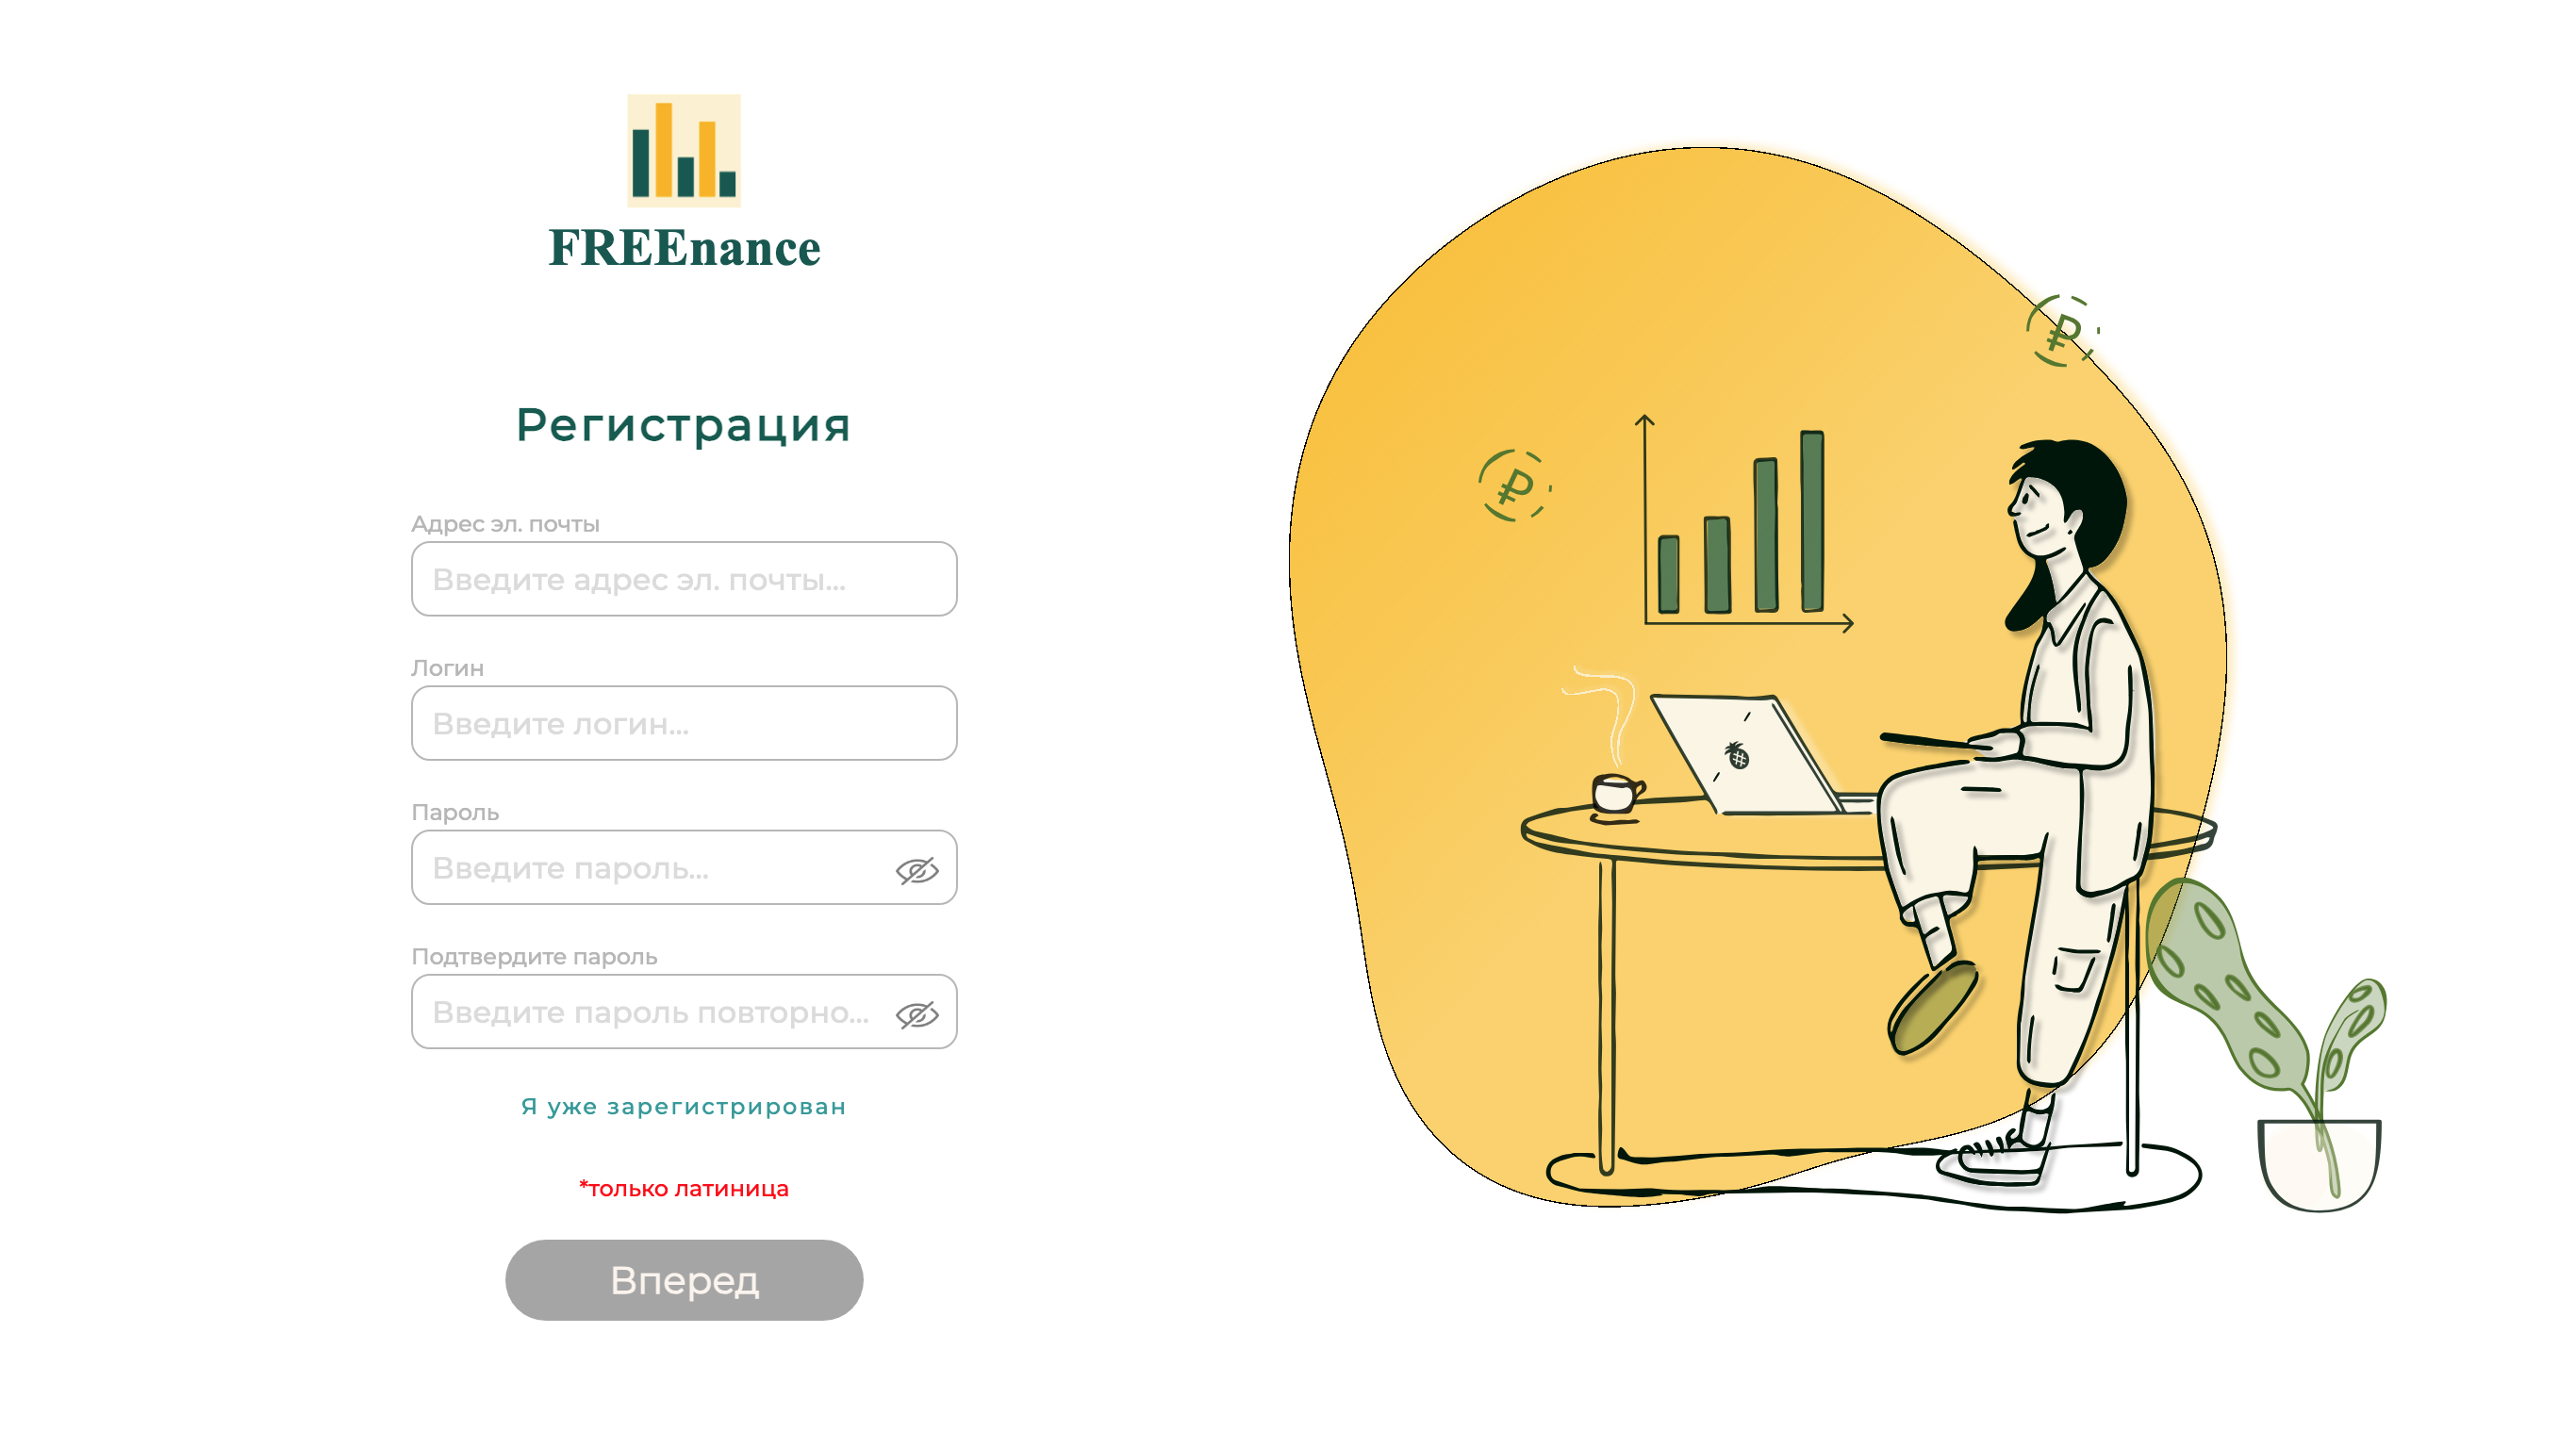 FREEnance
Регистрация
Адрес эл. почты
Введите адрес эл. почты...
Логин
Введите логин...
Пароль
Введите пароль...
Подтвердите пароль
Введите пароль повторно...
Я уже зарегистрирован
*только латиница
Вперед
₽
₽